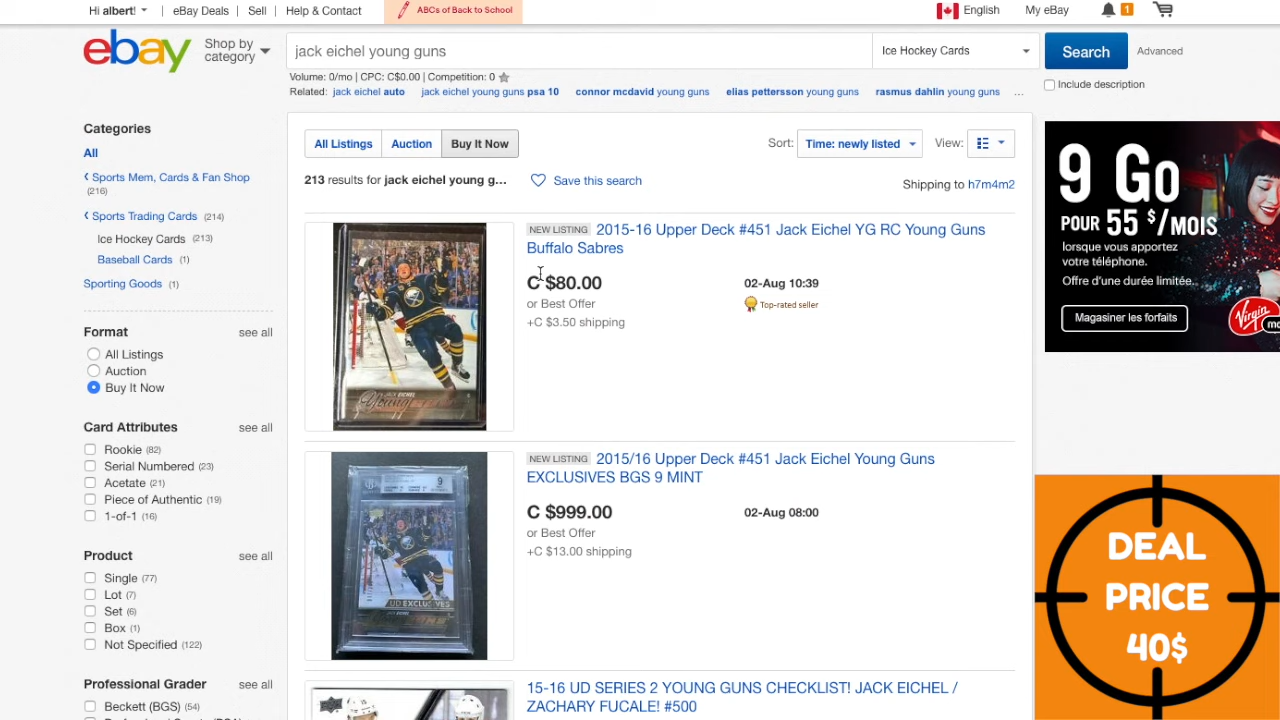 Hi albert!
eBay Deals
Sell
Help & Contact
ABCs of Back to School
English
My eBay
1
ebay
Shop by category
jack eichel young guns
Ice Hockey Cards
Search
Advanced
Volume: 0/mo | CPC: C$0.00 | Competition: 0
Include description
Related: jack eichel auto jack eichel young guns psa 10 connor mcdavid young guns elias pettersson young guns rasmus dahlin young guns ...
Categories
All
Sports Mem, Cards & Fan Shop
(216)
Sports Trading Cards (214)
Ice Hockey Cards (213)
Baseball Cards (1)
Sporting Goods (1)
Format see all
All Listings
Auction
Buy It Now
Card Attributes see all
Rookie (82)
Serial Numbered (23)
Acetate (21)
Piece of Authentic (19)
1-of-1 (16)
Product see all
Single (77)
Lot (7)
Set (6)
Box (1)
Not Specified (122)
Professional Grader see all
Beckett (BGS) (54)
All Listings Auction Buy It Now
Sort: Time: newly listed View:
213 results for jack eichel young g...
Save this search
Shipping to h7m4m2
NEW LISTING 2015-16 Upper Deck #451 Jack Eichel YG RC Young Guns
Buffalo Sabres
C $80.00
02-Aug 10:39
or Best Offer
Top-rated seller
+C $3.50 shipping
NEW LISTING 2015/16 Upper Deck #451 Jack Eichel Young Guns
EXCLUSIVES BGS 9 MINT
C $999.00
02-Aug 08:00
or Best Offer
+C $13.00 shipping
9
UD EXCLUSIVES
15-16 UD SERIES 2 YOUNG GUNS CHECKLIST! JACK EICHEL /
ZACHARY FUCALE! #500
9 Go
POUR 55 $/MOIS
lorsque vous apportez
votre téléphone.
Offre d'une durée limitée.
Magasiner les forfaits
Virgin
DEAL
PRICE
40$